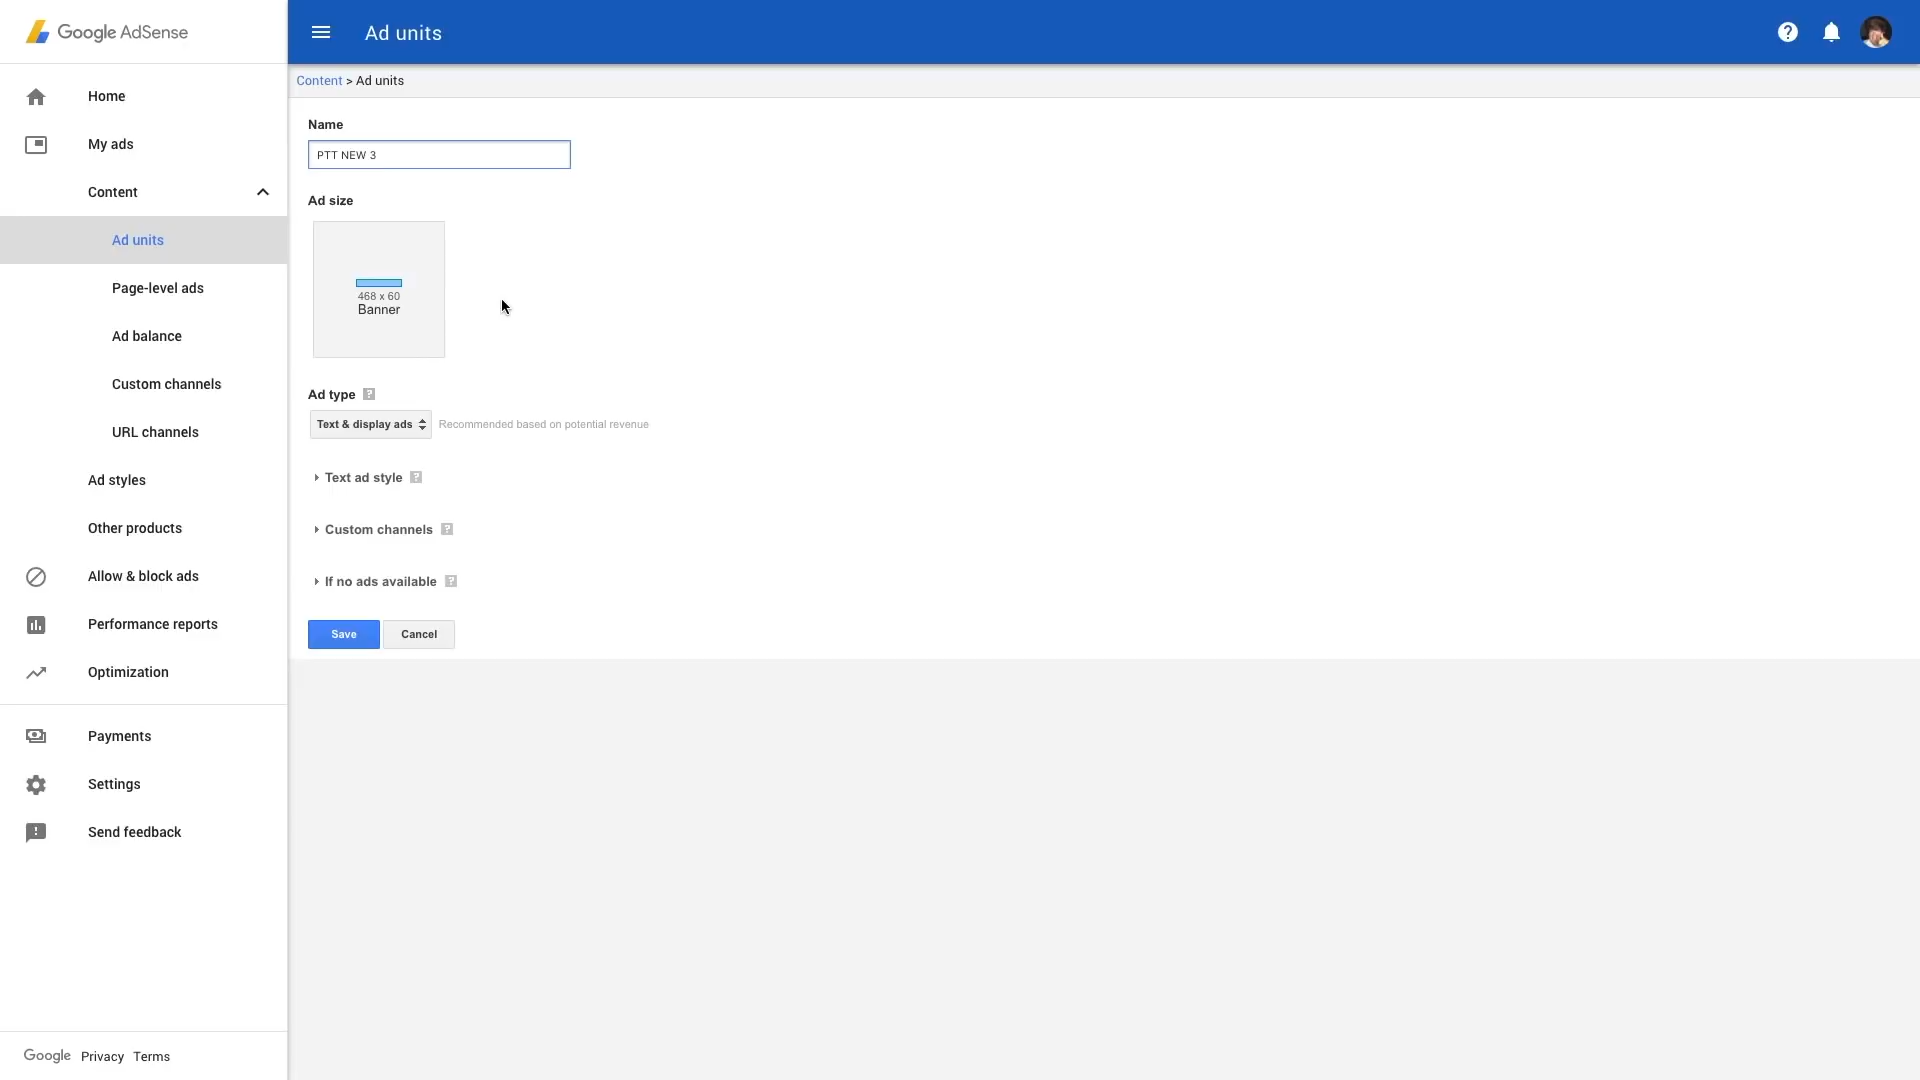 Google AdSense
Ad units
Content > Ad units
Home
My ads
Content
Ad units
Page-level ads
Ad balance
Custom channels
URL channels
Ad styles
Other products
Allow & block ads
Performance reports
Optimization
Payments
Settings
Send feedback
Google Privacy Terms
Name
PTT NEW 3
Ad size
468 x 60
Banner
Ad type ?
Text & display ads Recommended based on potential revenue
Text ad style ?
Custom channels ?
If no ads available ?
Save Cancel